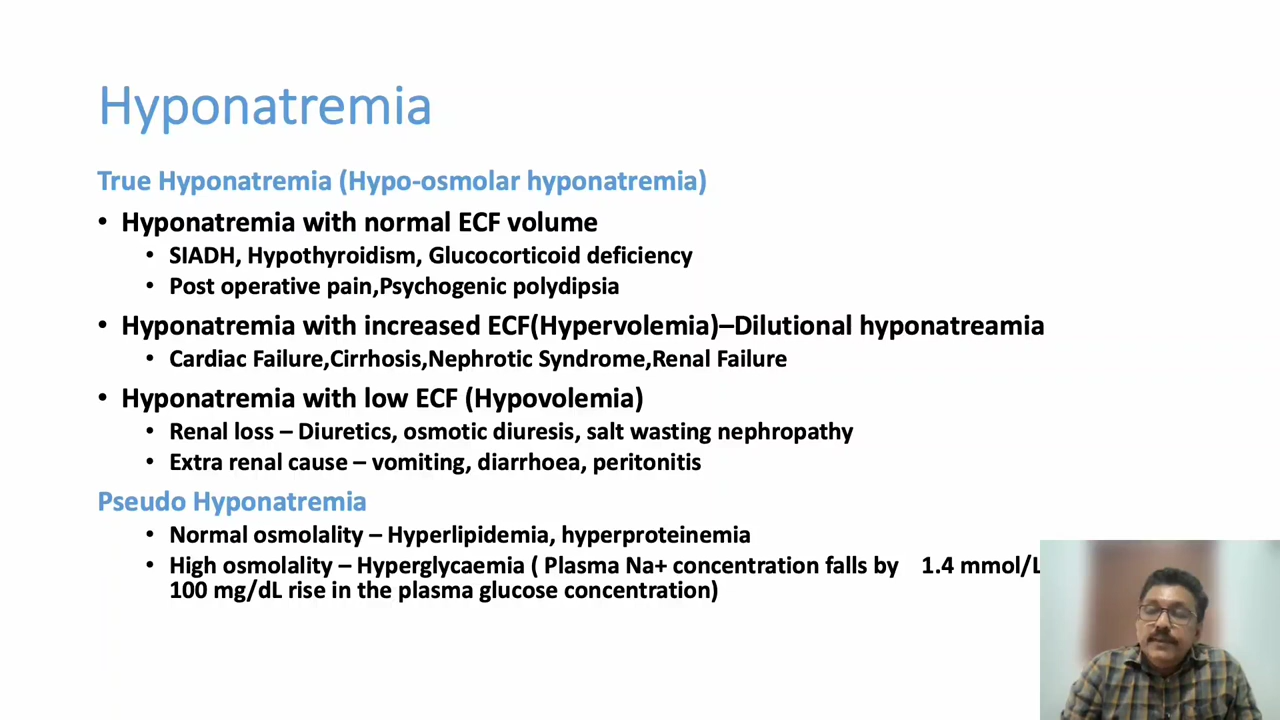 Hyponatremia
True Hyponatremia (Hypo-osmolar hyponatremia)
• Hyponatremia with normal ECF volume
• SIADH, Hypothyroidism, Glucocorticoid deficiency
• Post operative pain,Psychogenic polydipsia
• Hyponatremia with increased ECF(Hypervolemia)–Dilutional hyponatreamia
• Cardiac Failure,Cirrhosis,Nephrotic Syndrome,Renal Failure
• Hyponatremia with low ECF (Hypovolemia)
• Renal loss – Diuretics, osmotic diuresis, salt wasting nephropathy
• Extra renal cause – vomiting, diarrhoea, peritonitis
Pseudo Hyponatremia
• Normal osmolality – Hyperlipidemia, hyperproteinemia
• High osmolality – Hyperglycaemia ( Plasma Na+ concentration falls by 1.4 mmol/L
100 mg/dL rise in the plasma glucose concentration)